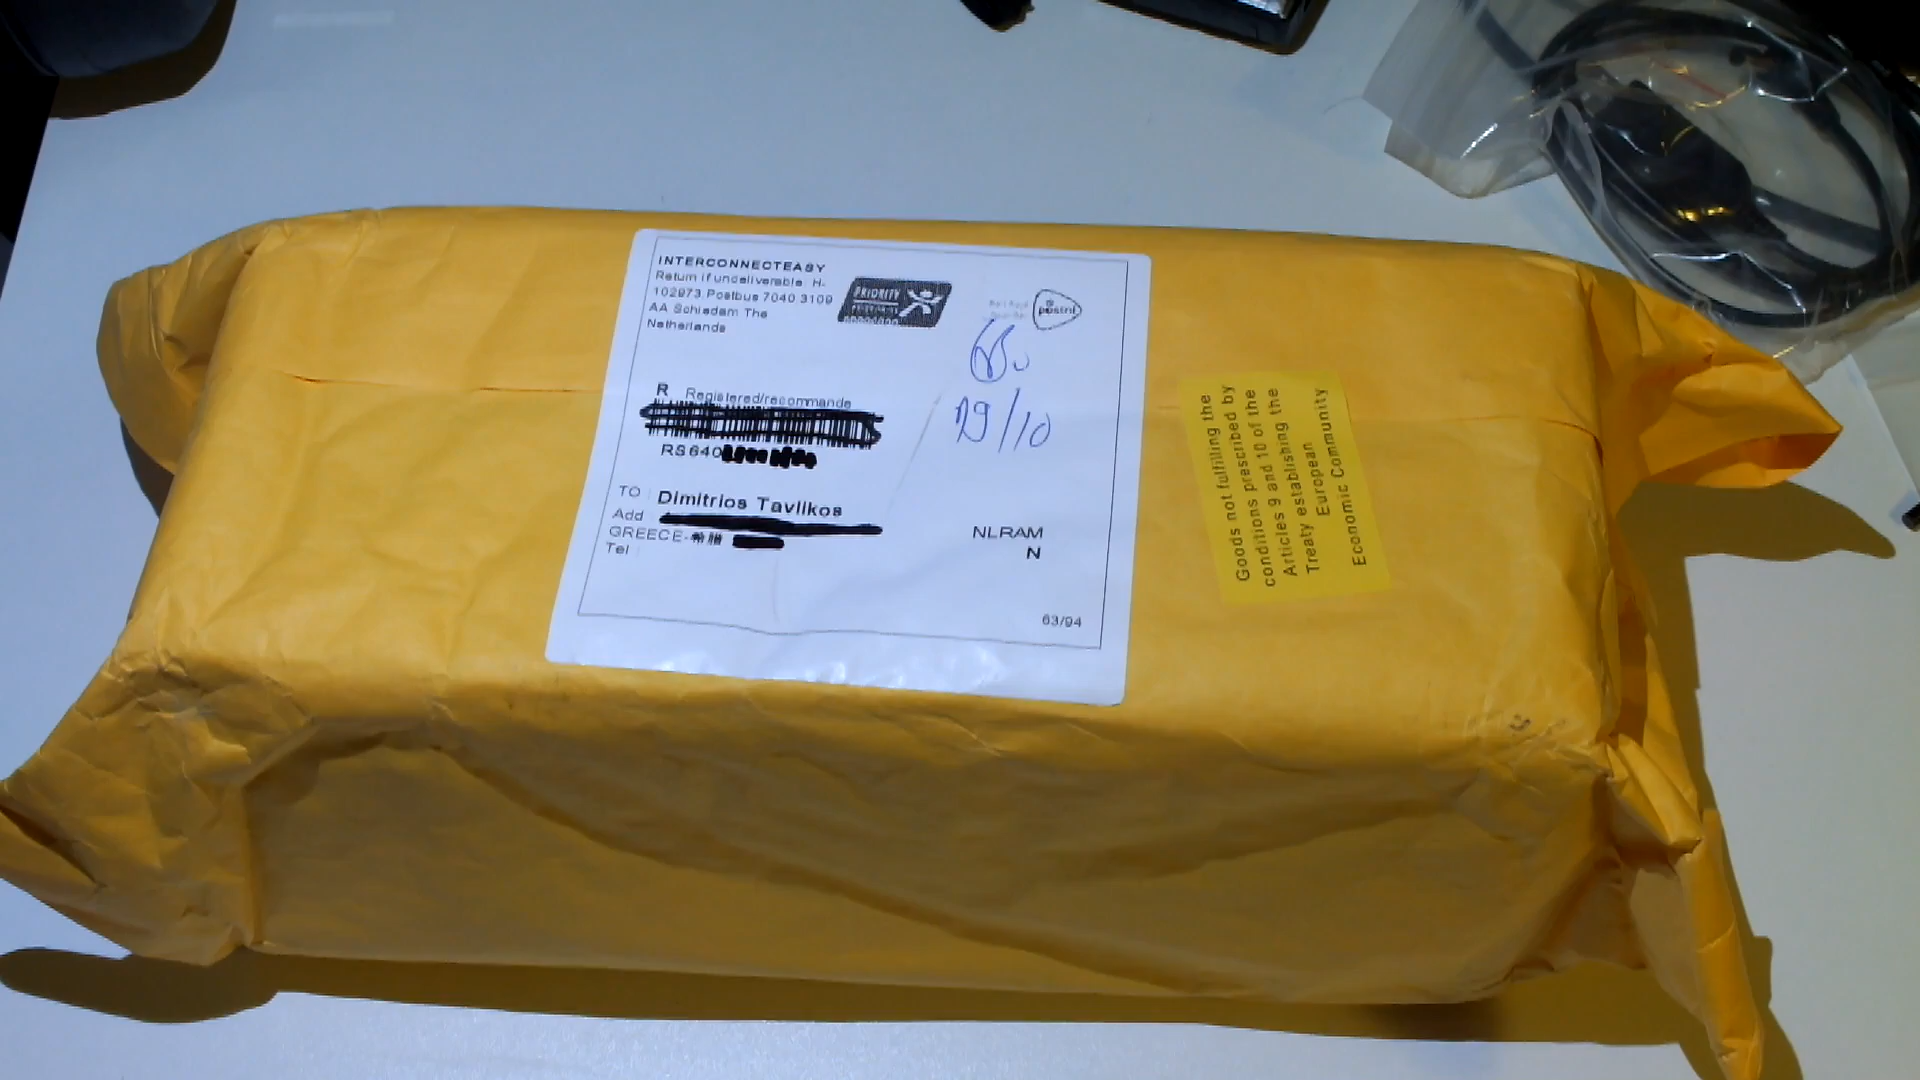 INTERCONNECTEASY
Return if undeliverable H-
102973 Postbus 7040 3109
AA Schiedam The
Netherlands
PRIORITY
postnl
R Registered/recommande
RS640
29/10
TO Dimitrios Tavlikos
Add
GREECE-希腊
Tel
NLRAM
N
63/94
Goods not fulfilling the
conditions prescribed by
Articles 9 and 10 of the
Treaty establishing the
European
Economic Community